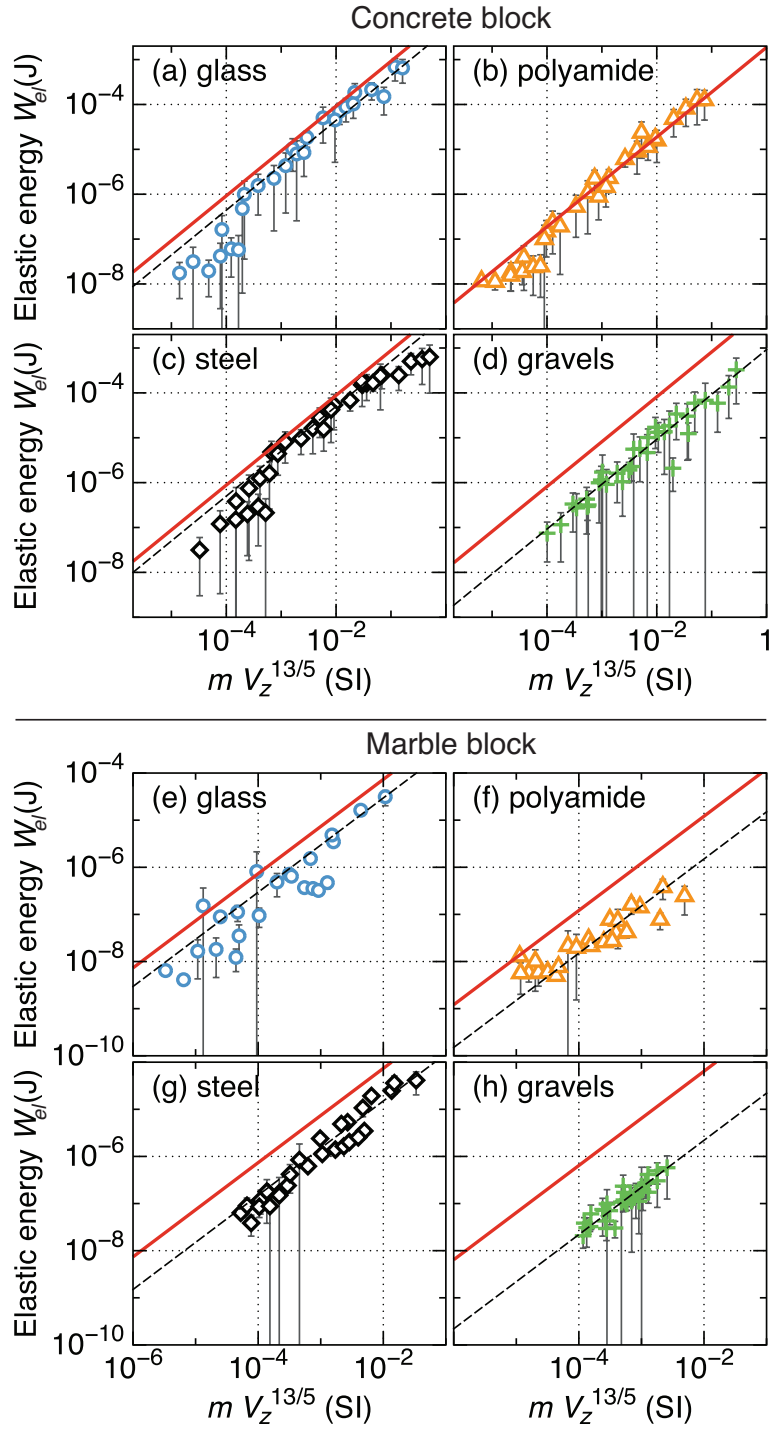 Concrete block
(a) glass
(b) polyamide
Elastic energy W_el(J)
10⁻⁴
10⁻⁶
10⁻⁸
(c) steel
(d) gravels
Elastic energy W_el(J)
10⁻⁴
10⁻⁶
10⁻⁸
10⁻⁴ 10⁻² 10⁻⁴ 10⁻² 1
m V_z^13/5 (SI) m V_z^13/5 (SI)
Marble block
(e) glass
(f) polyamide
Elastic energy W_el(J)
10⁻⁴
10⁻⁶
10⁻⁸
10⁻¹⁰
(g) steel
(h) gravels
Elastic energy W_el(J)
10⁻⁶
10⁻⁸
10⁻¹⁰
10⁻⁶ 10⁻⁴ 10⁻² 10⁻⁴ 10⁻²
m V_z^13/5 (SI) m V_z^13/5 (SI)